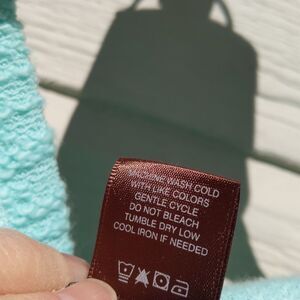 MACHINE WASH COLD
WITH LIKE COLORS
GENTLE CYCLE
DO NOT BLEACH
TUMBLE DRY LOW
COOL IRON IF NEEDED